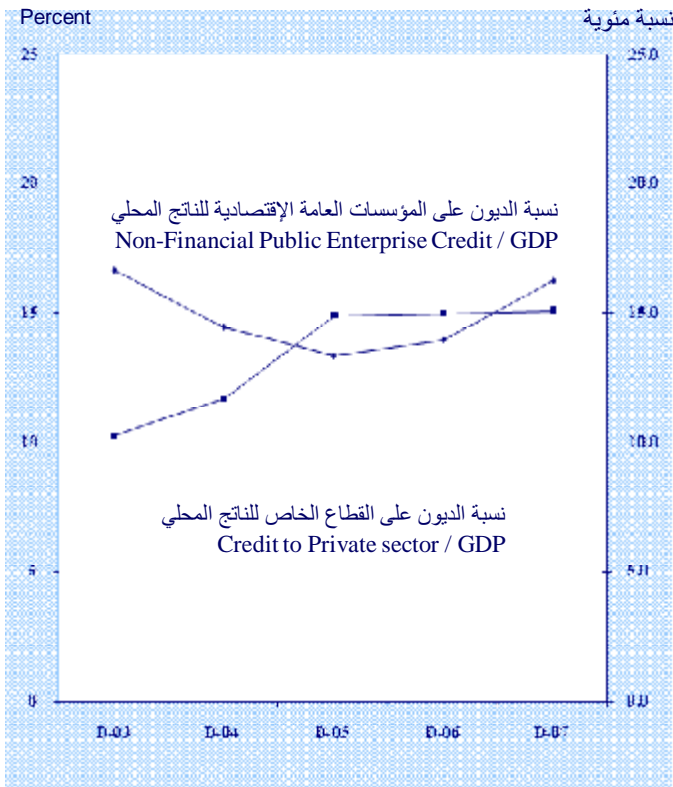 Percent نسبة مئوية
25 25.0
20 20.0
نسبة الديون على المؤسسات العامة الإقتصادية للناتج المحلي
Non-Financial Public Enterprise Credit / GDP
15 15.0
10 10.0
نسبة الديون على القطاع الخاص للناتج المحلي
Credit to Private sector / GDP
5 5.0
0 0.0
D-03 D-04 D-05 D-06 D-07